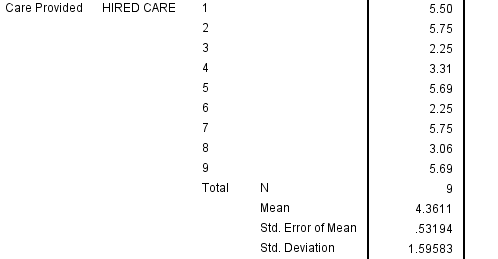 Care Provided HIRED CARE 1 5.50
2 5.75
3 2.25
4 3.31
5 5.69
6 2.25
7 5.75
8 3.06
9 5.69
Total N 9
Mean 4.3611
Std. Error of Mean .53194
Std. Deviation 1.59583